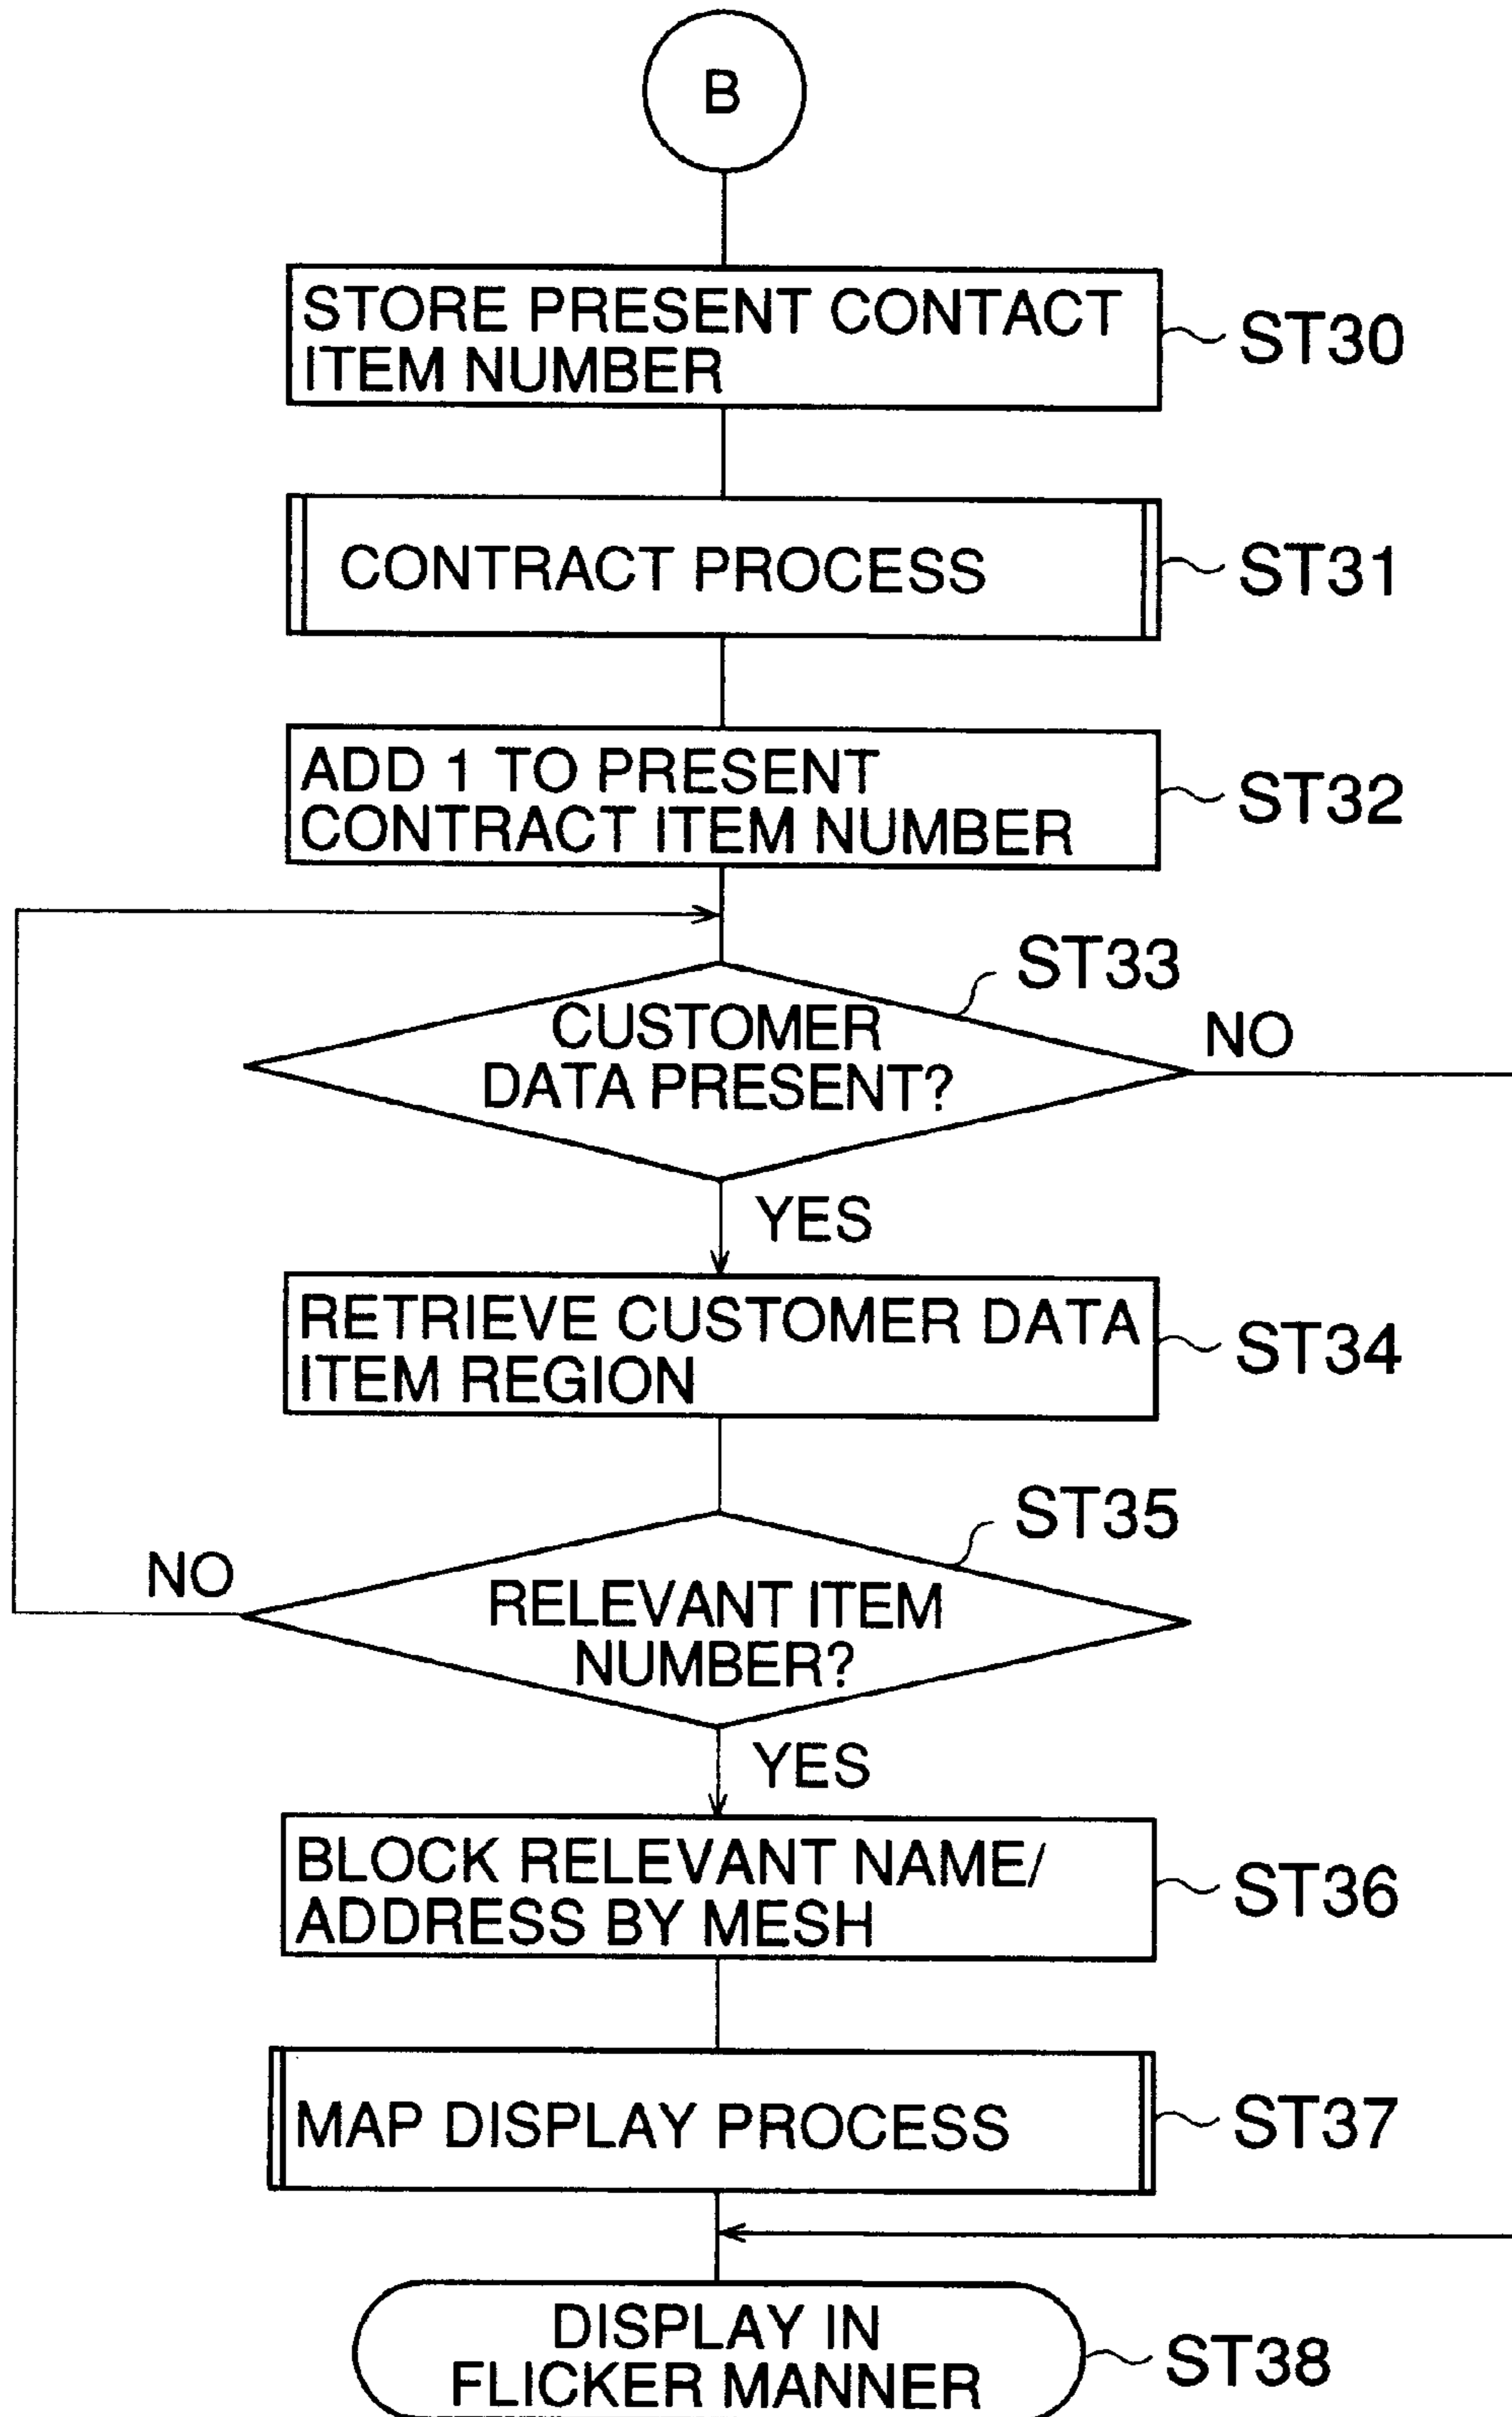 B
STORE PRESENT CONTACT
ITEM NUMBER
ST30
CONTRACT PROCESS
ST31
ADD 1 TO PRESENT
CONTRACT ITEM NUMBER
ST32
ST33
CUSTOMER
DATA PRESENT?
NO
YES
RETRIEVE CUSTOMER DATA
ITEM REGION
ST34
ST35
NO
RELEVANT ITEM
NUMBER?
YES
BLOCK RELEVANT NAME/
ADDRESS BY MESH
ST36
MAP DISPLAY PROCESS
ST37
DISPLAY IN
FLICKER MANNER
ST38